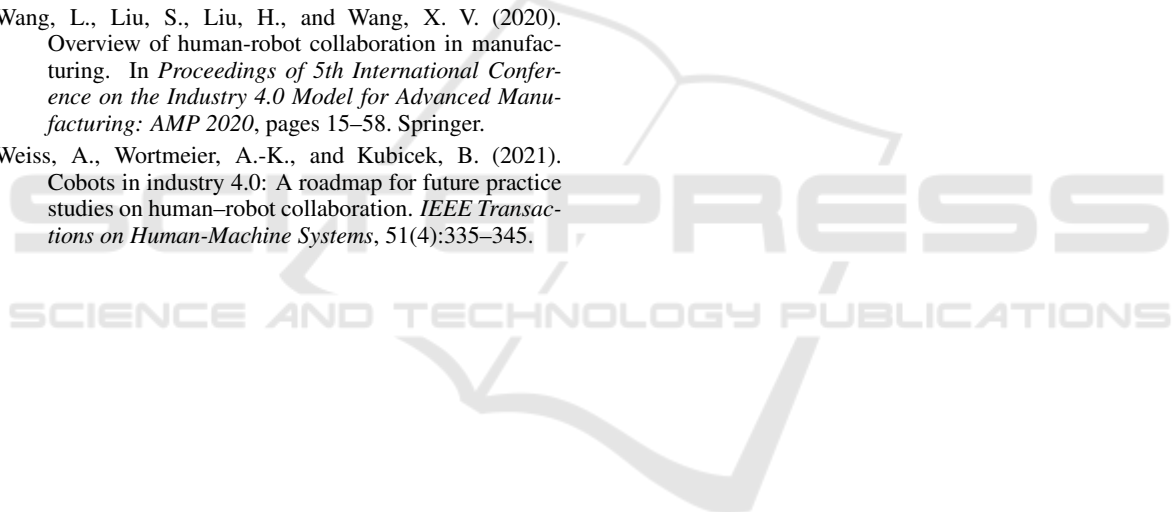 Wang, L., Liu, S., Liu, H., and Wang, X. V. (2020).
Overview of human-robot collaboration in manufac-
turing. In Proceedings of 5th International Confer-
ence on the Industry 4.0 Model for Advanced Manu-
facturing: AMP 2020, pages 15–58. Springer.
Weiss, A., Wortmeier, A.-K., and Kubicek, B. (2021).
Cobots in industry 4.0: A roadmap for future practice
studies on human–robot collaboration. IEEE Transac-
tions on Human-Machine Systems, 51(4):335–345.
SCITEPRESS
SCIENCE AND TECHNOLOGY PUBLICATIONS